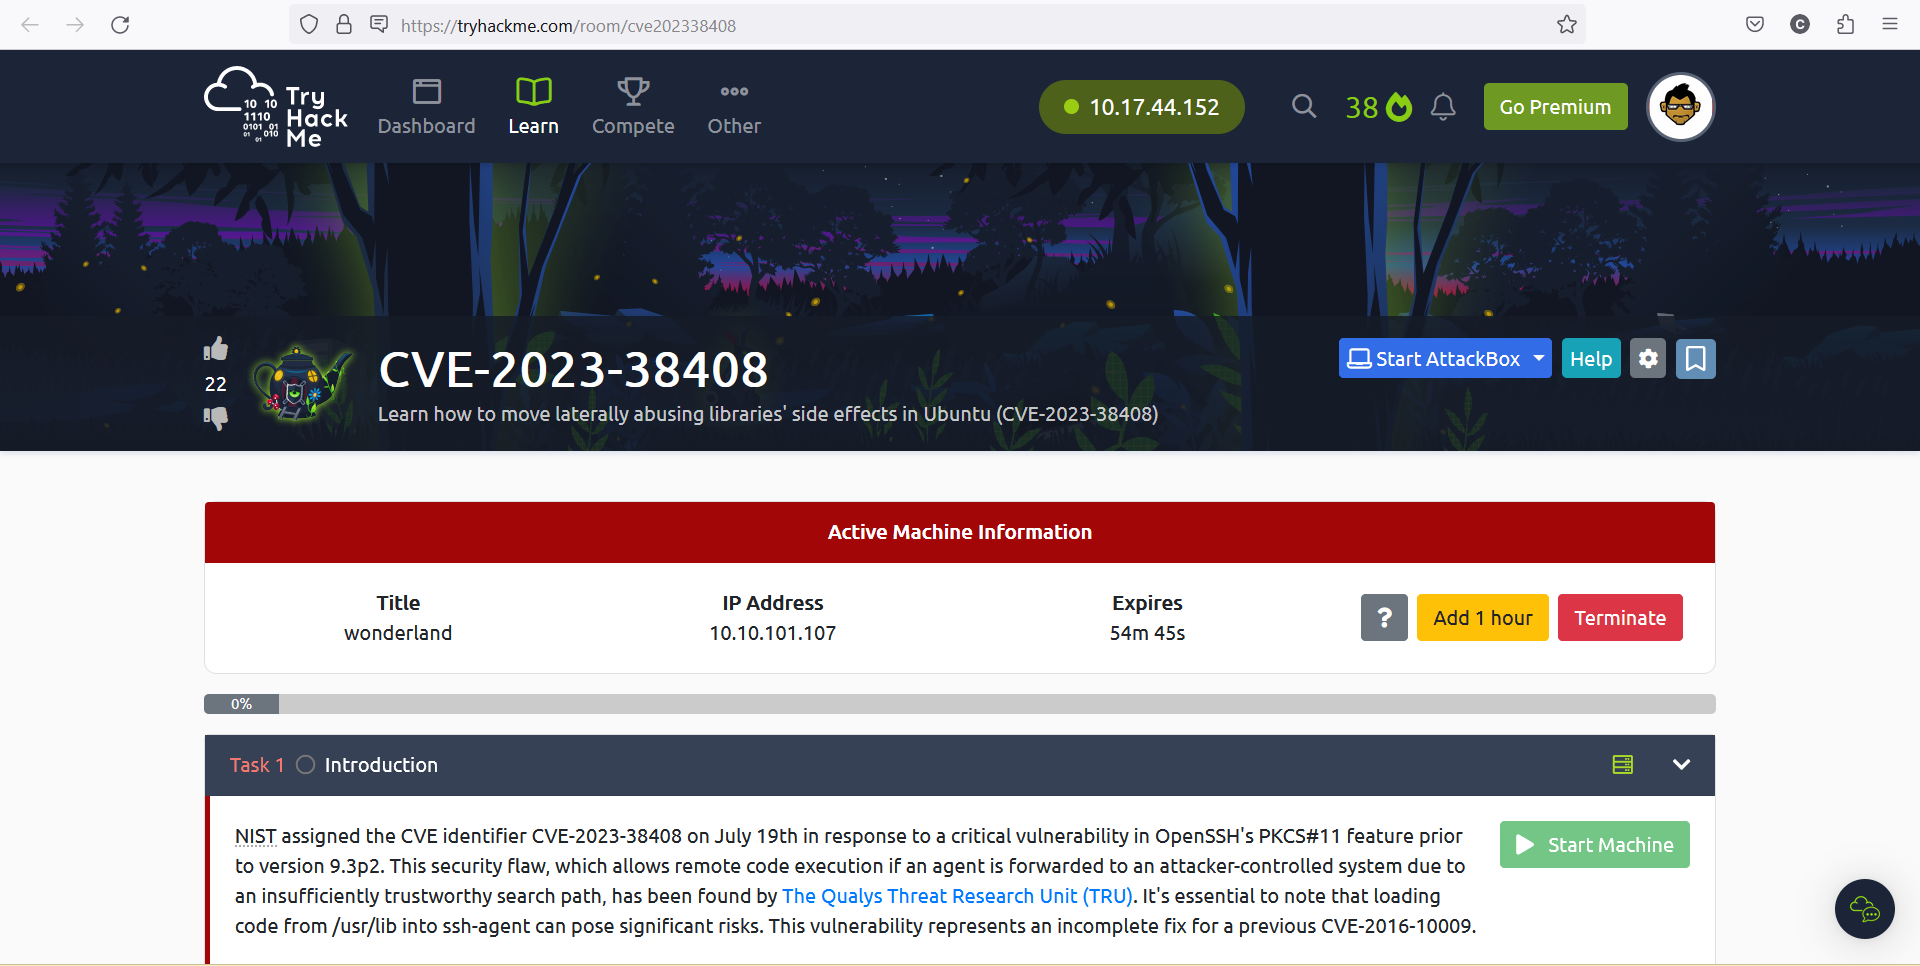 https://tryhackme.com/room/cve202338408
C
10 10
1110
0101 01
01 010
01
Try
Hack
Me
Dashboard
Learn
Compete
Other
10.17.44.152
38
Go Premium
22
CVE-2023-38408
Learn how to move laterally abusing libraries' side effects in Ubuntu (CVE-2023-38408)
Start AttackBox
Help
Active Machine Information
Title
IP Address
Expires
wonderland
10.10.101.107
54m 45s
?
Add 1 hour
Terminate
0%
Task 1
Introduction
NIST assigned the CVE identifier CVE-2023-38408 on July 19th in response to a critical vulnerability in OpenSSH's PKCS#11 feature prior
to version 9.3p2. This security flaw, which allows remote code execution if an agent is forwarded to an attacker-controlled system due to
an insufficiently trustworthy search path, has been found by The Qualys Threat Research Unit (TRU). It's essential to note that loading
code from /usr/lib into ssh-agent can pose significant risks. This vulnerability represents an incomplete fix for a previous CVE-2016-10009.
Start Machine